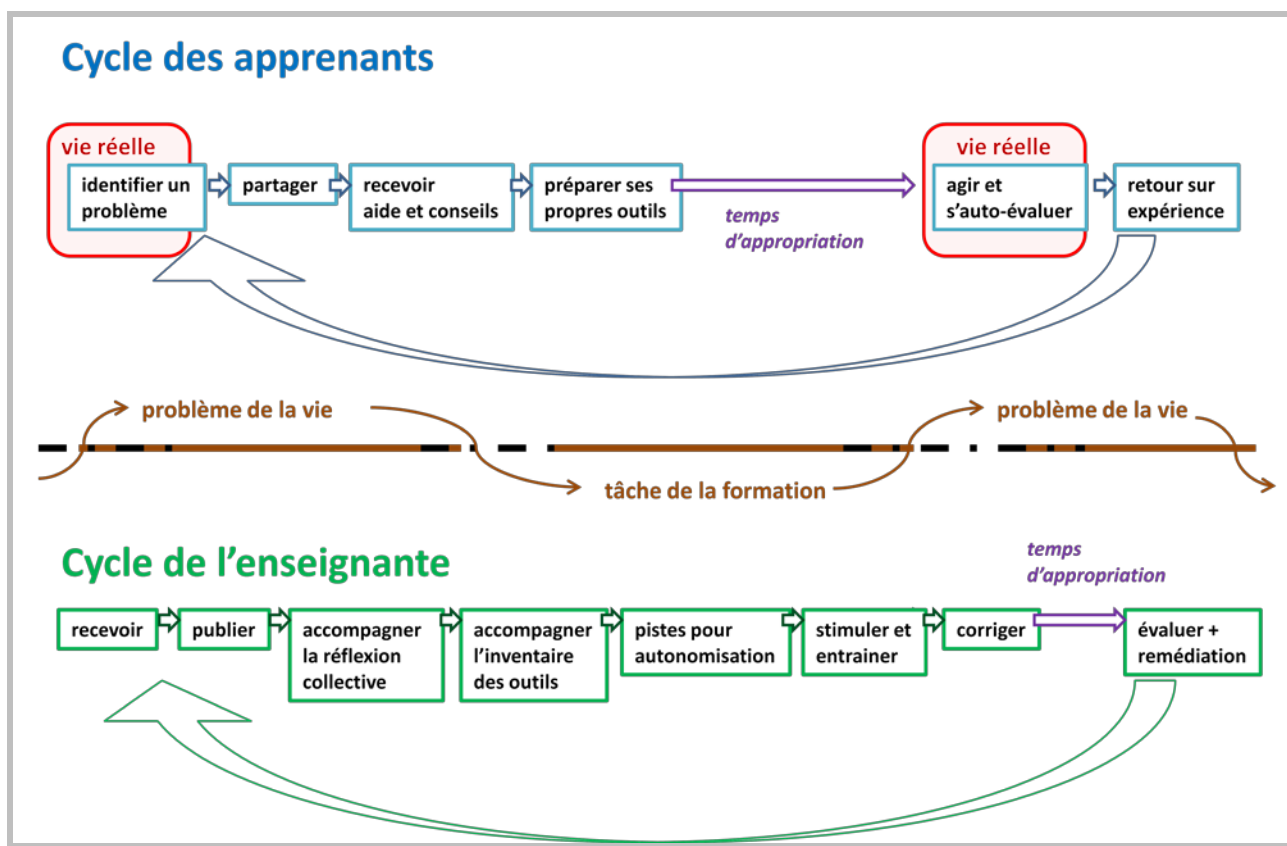 Cycle des apprenants
vie réelle
identifier un
problème
partager
recevoir
aide et conseils
préparer ses
propres outils
temps
d’appropriation
vie réelle
agir et
s’auto-évaluer
retour sur
expérience
problème de la vie
problème de la vie
tâche de la formation
Cycle de l’enseignante
temps
d’appropriation
recevoir
publier
accompagner
la réflexion
collective
accompagner
l’inventaire
des outils
pistes pour
autonomisation
stimuler et
entrainer
corriger
évaluer +
remédiation